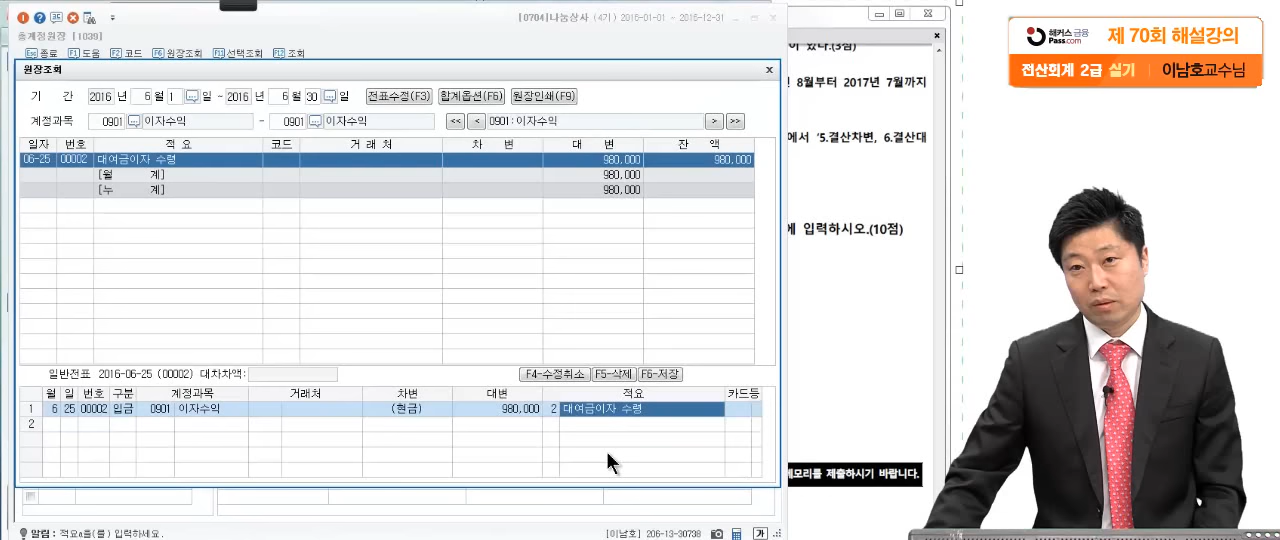 [0704]나눔상사 (4기) 2016-01-01 ~ 2016-12-31
총계정원장 [1039]
Esc 종료 F1 도움 F2 코드 F6 원장조회 F11 선택조회 F12 조회
원장조회 x
기 간 2016 년 6 월 1 일 ~ 2016 년 6 월 30 일 전표수정(F3) 합계옵션(F6) 원장인쇄(F9)
계정과목 0901 이자수익 - 0901 이자수익 << < 0901:이자수익 > >>
일자 번호 적 요 코드 거 래 처 차 변 대 변 잔 액
06-25 00002 대여금이자 수령 980,000 980,000
[월 계] 980,000
[누 계] 980,000
일반전표 2016-06-25 (00002) 대차차액: F4-수정취소 F5-삭제 F6-저장
월 일 번호 구분 계정과목 거래처 차변 대변 적요 카드등
1 6 25 00002 입금 0901 이자수익 (현금) 980,000 2 대여금이자 수령
2
알림: 적요를(를) 입력하세요.
[이남호] 206-13-30738 가
이 있다.(3점)
8월부터 2017년 7월까지
에서 '5.결산차변, 6.결산대
에 입력하시오.(10점)
메모리를 제출하시기 바랍니다.
해커스 금융
Pass.com
제 70회 해설강의
전산회계 2급 실기 | 이남호교수님